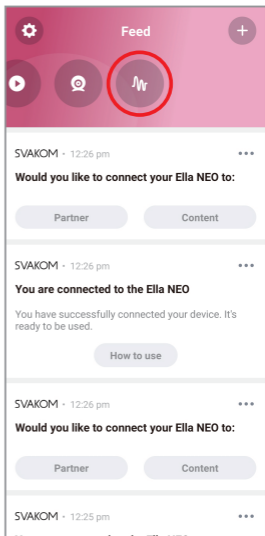 Feed
SVAKOM · 12:26 pm
Would you like to connect your Ella NEO to:
Partner Content
SVAKOM · 12:26 pm
You are connected to the Ella NEO
You have successfully connected your device. It's
ready to be used.
How to use
SVAKOM · 12:26 pm
Would you like to connect your Ella NEO to:
Partner Content
SVAKOM · 12:25 pm